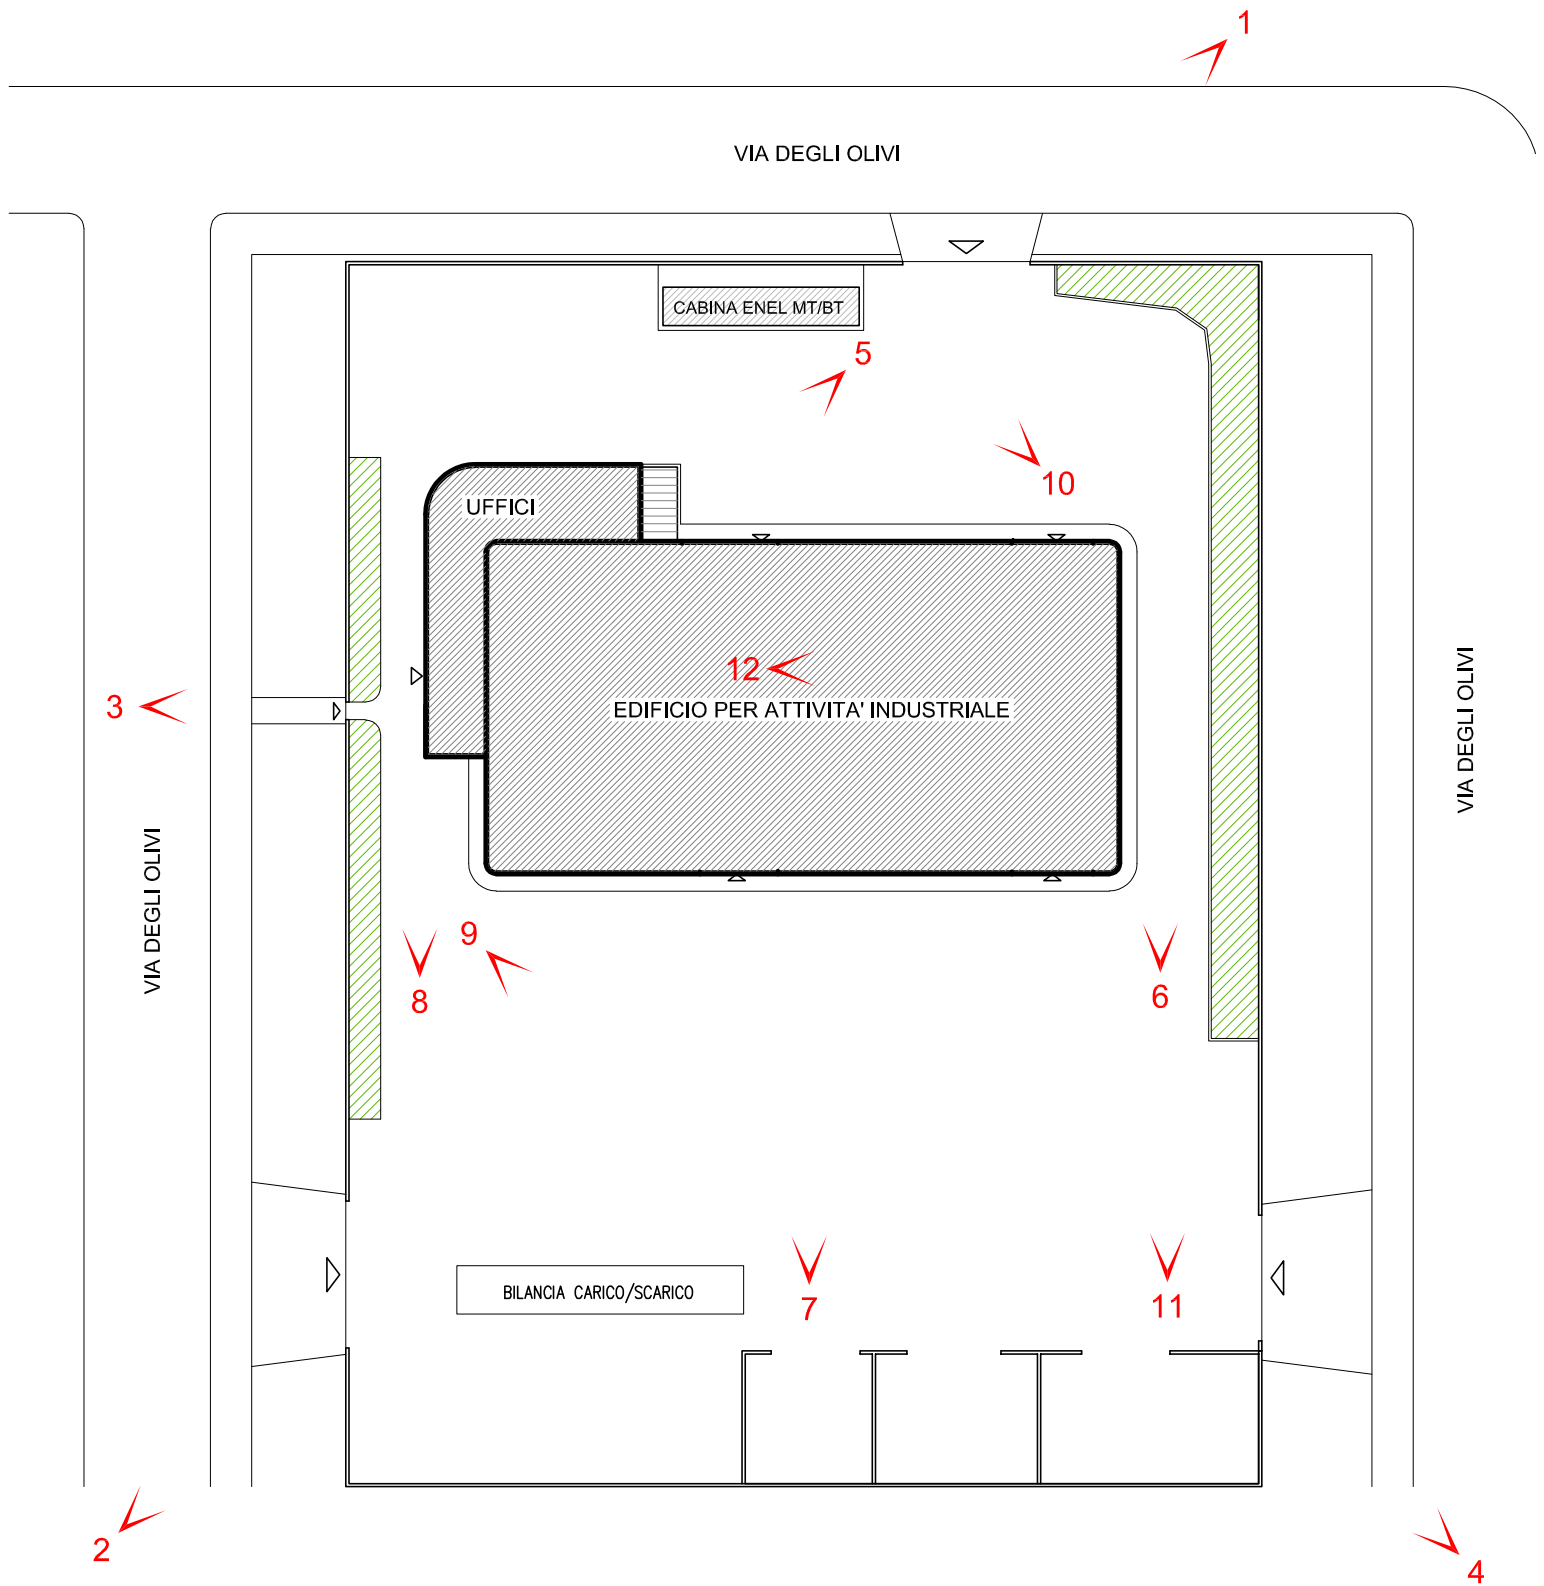 1
VIA DEGLI OLIVI
CABINA ENEL MT/BT
5
10
UFFICI
12
3
EDIFICIO PER ATTIVITA' INDUSTRIALE
VIA DEGLI OLIVI
VIA DEGLI OLIVI
9
8
6
BILANCIA CARICO/SCARICO
7
11
2
4